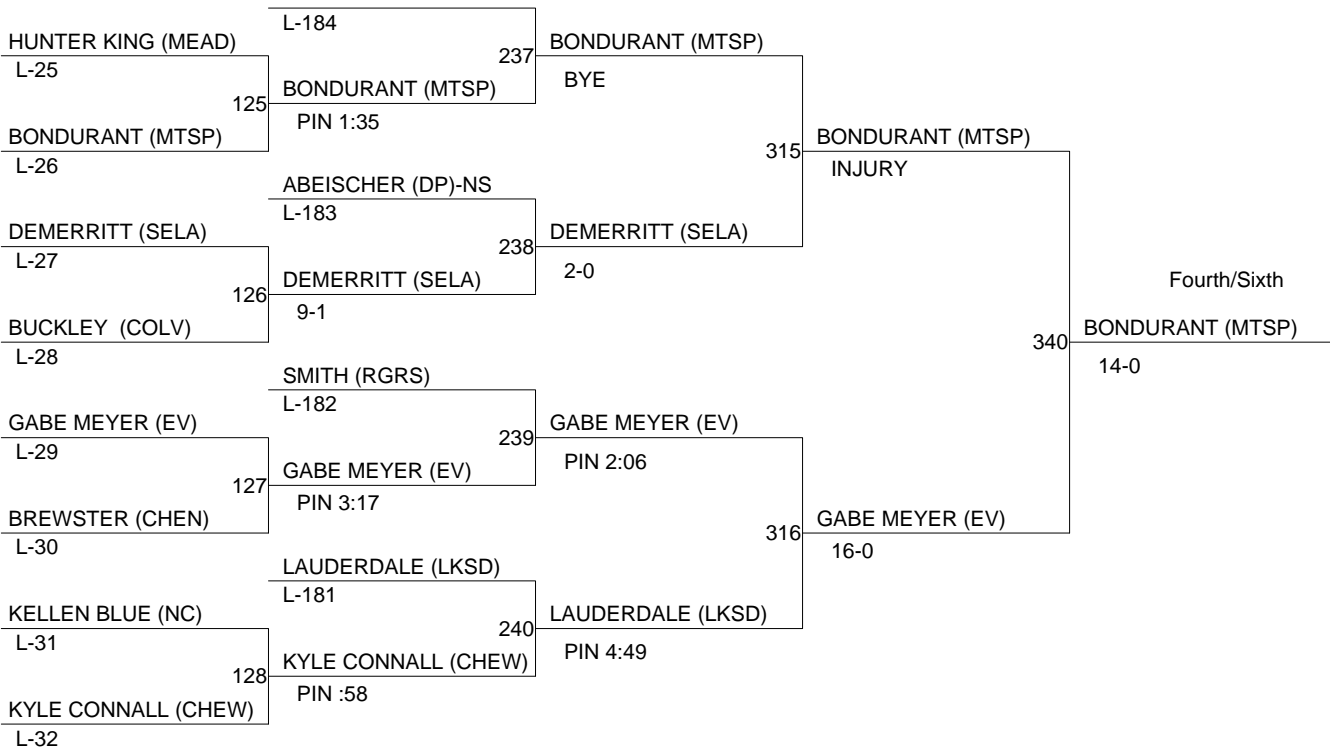 L-184
HUNTER KING (MEAD)
L-25
237
BONDURANT (MTSP)
BYE
125
BONDURANT (MTSP)
PIN 1:35
BONDURANT (MTSP)
L-26
315
BONDURANT (MTSP)
INJURY
ABEISCHER (DP)-NS
L-183
DEMERRITT (SELA)
L-27
238
DEMERRITT (SELA)
2-0
126
DEMERRITT (SELA)
9-1
BUCKLEY (COLV)
L-28
Fourth/Sixth
340
BONDURANT (MTSP)
14-0
SMITH (RGRS)
L-182
GABE MEYER (EV)
L-29
239
GABE MEYER (EV)
PIN 2:06
127
GABE MEYER (EV)
PIN 3:17
BREWSTER (CHEN)
L-30
316
GABE MEYER (EV)
16-0
LAUDERDALE (LKSD)
L-181
KELLEN BLUE (NC)
L-31
240
LAUDERDALE (LKSD)
PIN 4:49
128
KYLE CONNALL (CHEW)
PIN :58
KYLE CONNALL (CHEW)
L-32